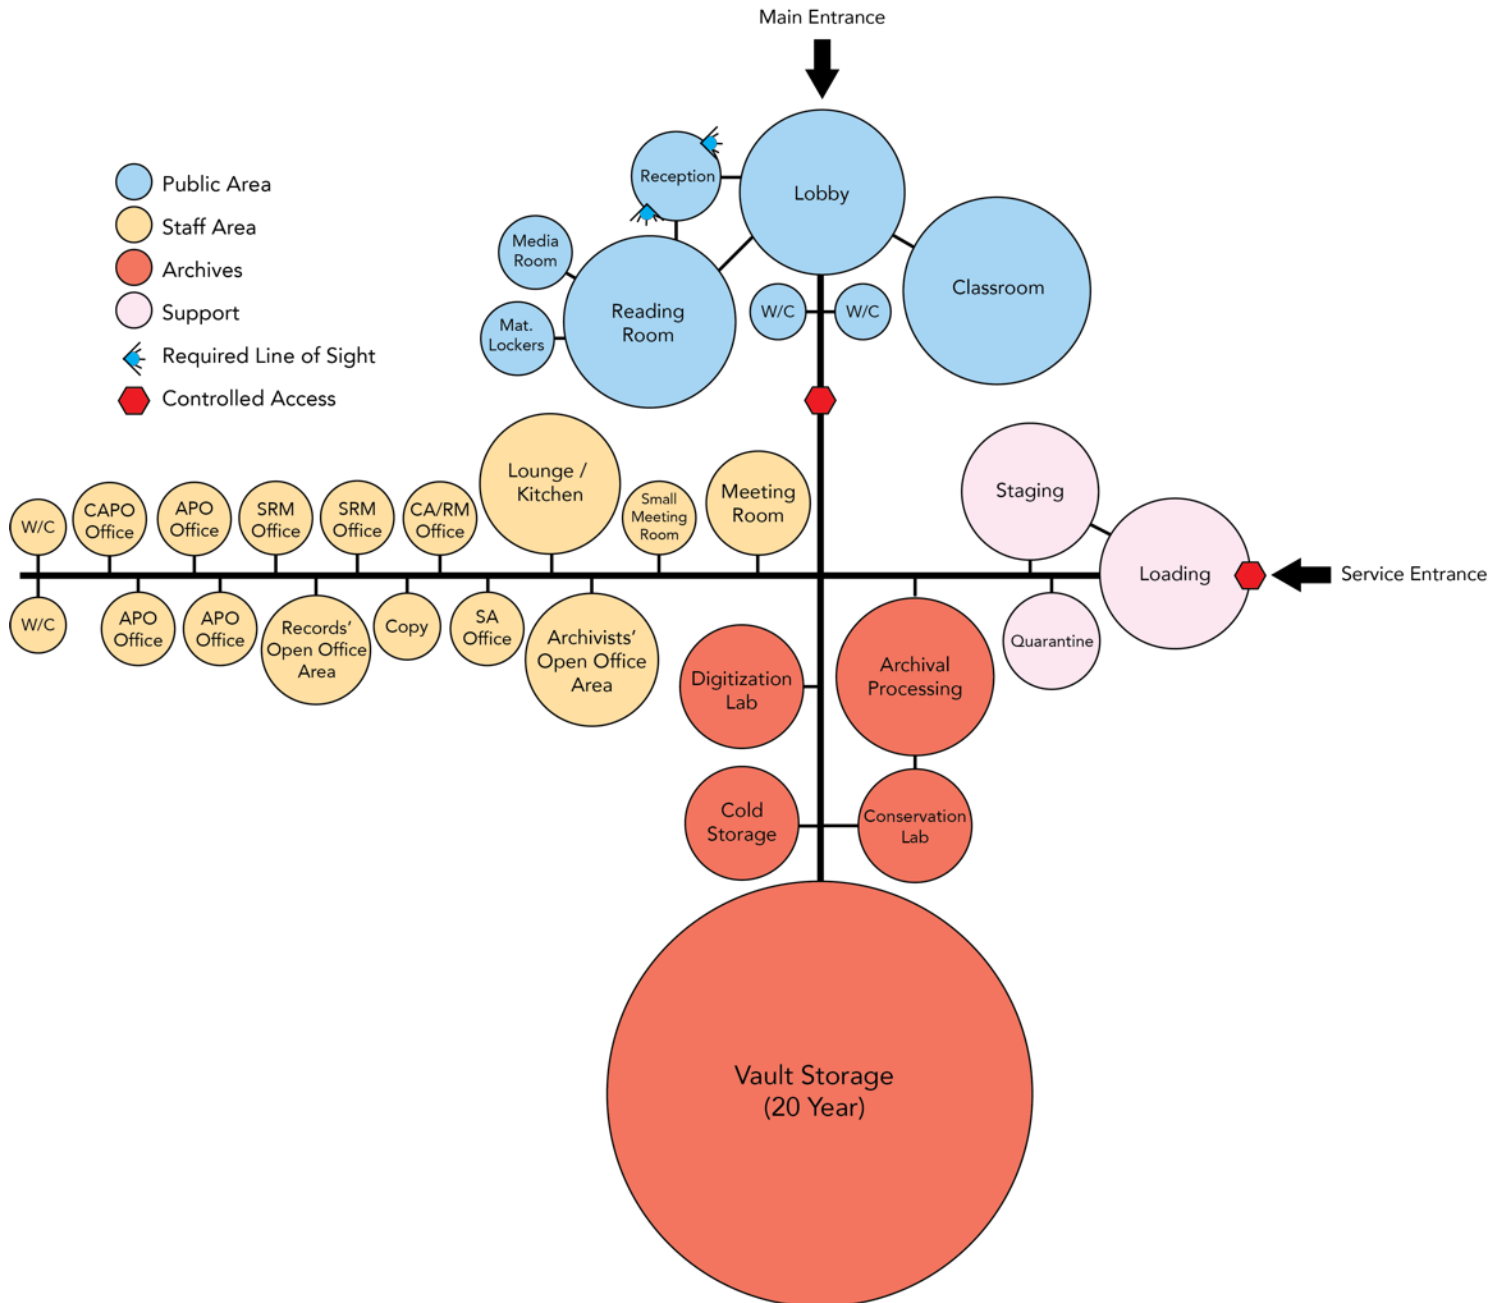 Main Entrance
Reception
Lobby
Public Area
Staff Area
Archives
Support
Required Line of Sight
Controlled Access
Media
Room
Mat.
Lockers
Reading
Room
W/C
W/C
Classroom
W/C
CAPO
Office
APO
Office
SRM
Office
SRM
Office
CA/RM
Office
Lounge /
Kitchen
Small
Meeting
Room
Meeting
Room
Staging
Loading
Service Entrance
W/C
APO
Office
APO
Office
Records’
Open Office
Area
Copy
SA
Office
Archivists’
Open Office
Area
Digitization
Lab
Archival
Processing
Quarantine
Cold
Storage
Conservation
Lab
Vault Storage
(20 Year)